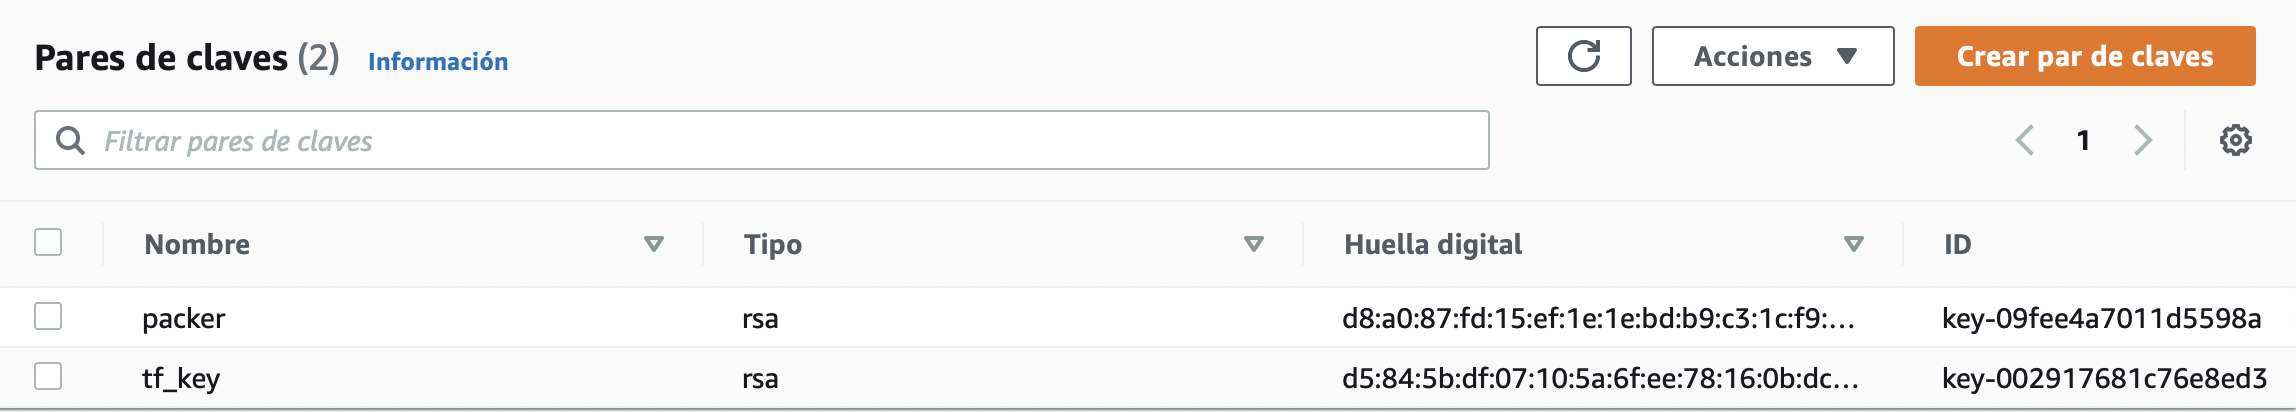 Pares de claves (2) Información Acciones Crear par de claves
Filtrar pares de claves 1
Nombre Tipo Huella digital ID
packer rsa d8:a0:87:fd:15:ef:1e:1e:bd:b9:c3:1c:f9:... key-09fee4a7011d5598a
tf_key rsa d5:84:5b:df:07:10:5a:6f:ee:78:16:0b:dc... key-002917681c76e8ed3